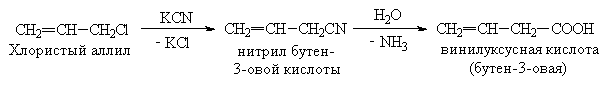 CH₂=CH—CH₂Cl KCN - KCl CH₂=CH—CH₂CN H₂O - NH₃ CH₂=CH—CH₂—COOH
Хлористый аллил нитрил бутен- винилуксусная кислота
3-овой кислоты (бутен-3-овая)